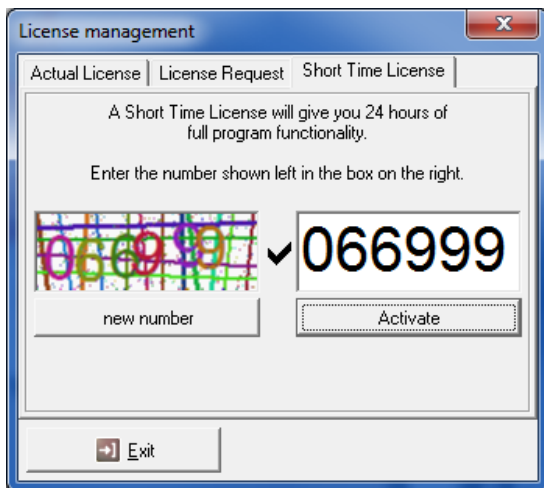 License management
Actual License
License Request
Short Time License
A Short Time License will give you 24 hours of
full program functionality.
Enter the number shown left in the box on the right.
066999
066999
new number
Activate
Exit